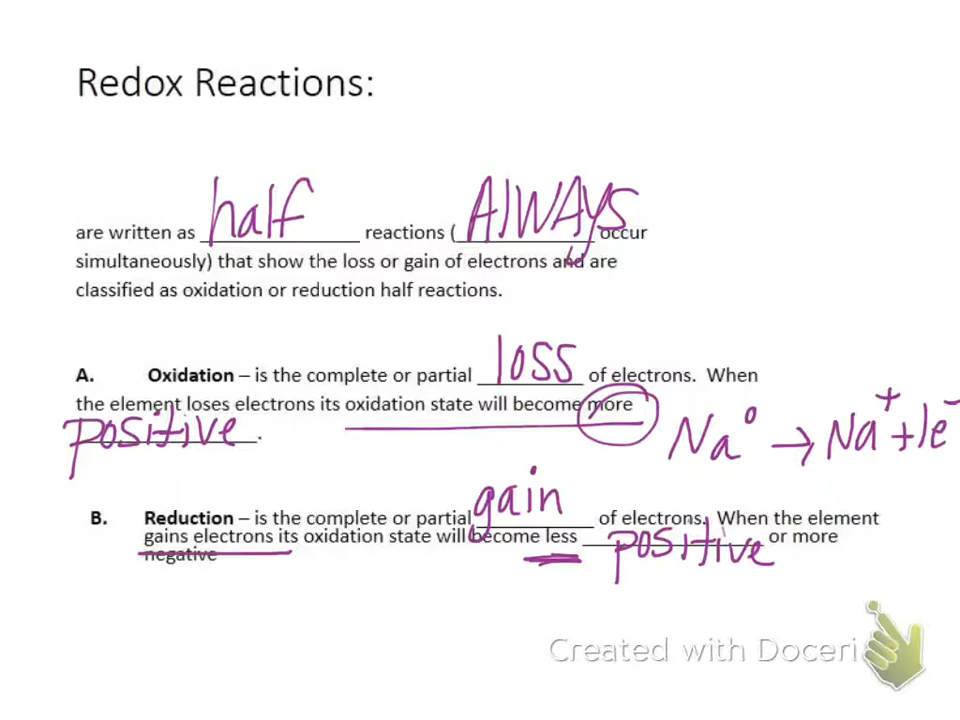 Redox Reactions:
are written as half reactions (ALWAYS occur
simultaneously) that show the loss or gain of electrons and are
classified as oxidation or reduction half reactions.
A. Oxidation – is the complete or partial loss of electrons. When
the element loses electrons its oxidation state will become more
positive.
Na⁰ → Na⁺ + 1e⁻
B. Reduction – is the complete or partial gain of electrons. When the element
gains electrons its oxidation state will become less positive or more
negative
Created with Doceri